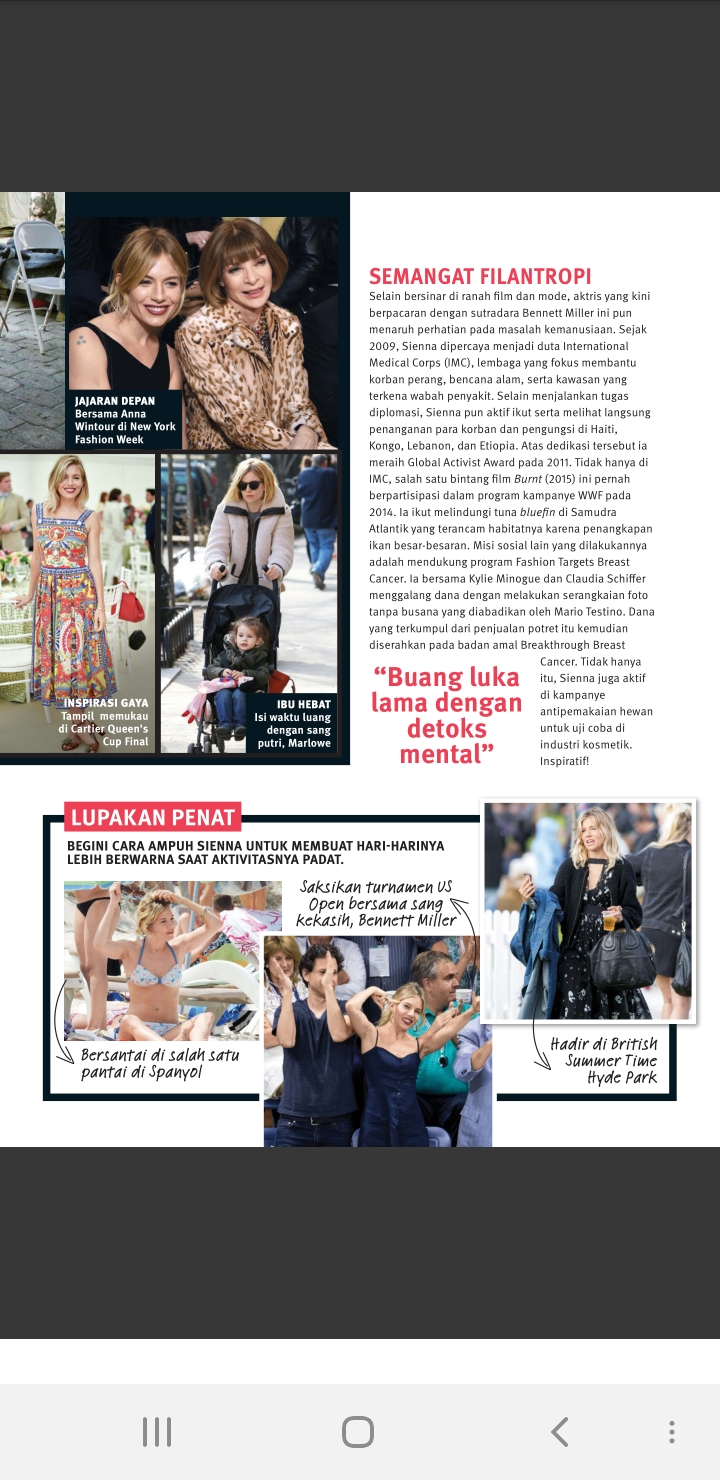 JAJARAN DEPAN
Bersama Anna
Wintour di New York
Fashion Week
INSPIRASI GAYA
Tampil memukau
di Cartier Queen's
Cup Final
IBU HEBAT
Isi waktu luang
dengan sang
putri, Marlowe
SEMANGAT FILANTROPI
Selain bersinar di ranah film dan mode, aktris yang kini
berpacaran dengan sutradara Bennett Miller ini pun
menaruh perhatian pada masalah kemanusiaan. Sejak
2009, Sienna dipercaya menjadi duta International
Medical Corps (IMC), lembaga yang fokus membantu
korban perang, bencana alam, serta kawasan yang
terkena wabah penyakit. Selain menjalankan tugas
diplomasi, Sienna pun aktif ikut serta melihat langsung
penanganan para korban dan pengungsi di Haiti,
Kongo, Lebanon, dan Etiopia. Atas dedikasi tersebut ia
meraih Global Activist Award pada 2011. Tidak hanya di
IMC, salah satu bintang film Burnt (2015) ini pernah
berpartisipasi dalam program kampanye WWF pada
2014. Ia ikut melindungi tuna bluefin di Samudra
Atlantik yang terancam habitatnya karena penangkapan
ikan besar-besaran. Misi sosial lain yang dilakukannya
adalah mendukung program Fashion Targets Breast
Cancer. Ia bersama Kylie Minogue dan Claudia Schiffer
menggalang dana dengan melakukan serangkaian foto
tanpa busana yang diabadikan oleh Mario Testino. Dana
yang terkumpul dari penjualan potret itu kemudian
diserahkan pada badan amal Breakthrough Breast
Cancer. Tidak hanya
itu, Sienna juga aktif
di kampanye
antipemakaian hewan
untuk uji coba di
industri kosmetik.
Inspiratif!
“Buang luka
lama dengan
detoks
mental”
LUPAKAN PENAT
BEGINI CARA AMPUH SIENNA UNTUK MEMBUAT HARI-HARINYA
LEBIH BERWARNA SAAT AKTIVITASNYA PADAT.
Saksikan turnamen US
Open bersama sang
kekasih, Bennett Miller
Bersantai di salah satu
pantai di Spanyol
Hadir di British
Summer Time
Hyde Park